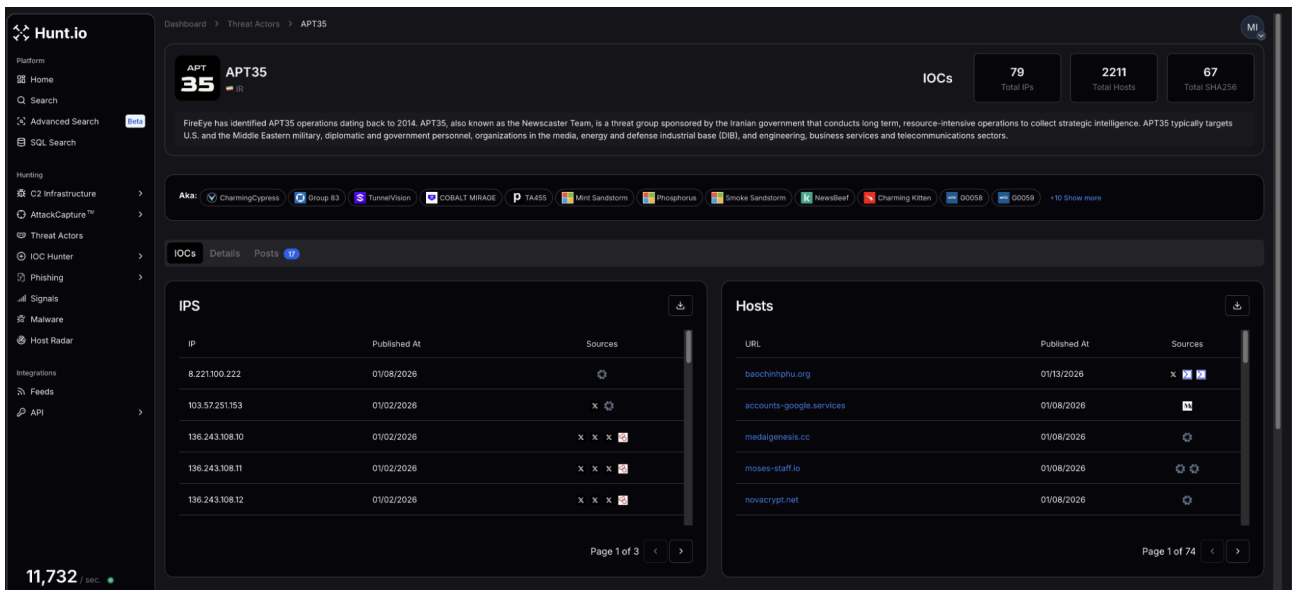 Hunt.io
Platform
Home
Search
Advanced Search Beta
SQL Search
Hunting
C2 Infrastructure
AttackCapture™
Threat Actors
IOC Hunter
Phishing
Signals
Malware
Host Radar
Integrations
Feeds
API
11,732 / sec.
Dashboard > Threat Actors > APT35
MI
APT
35
APT35
IR
IOCs
79
Total IPs
2211
Total Hosts
67
Total SHA256
FireEye has identified APT35 operations dating back to 2014. APT35, also known as the Newscaster Team, is a threat group sponsored by the Iranian government that conducts long term, resource-intensive operations to collect strategic intelligence. APT35 typically targets
U.S. and the Middle Eastern military, diplomatic and government personnel, organizations in the media, energy and defense industrial base (DIB), and engineering, business services and telecommunications sectors.
Aka: CharmingCypress Group 83 TunnelVision COBALT MIRAGE TA455 Mint Sandstorm Phosphorus Smoke Sandstorm NewsBeef Charming Kitten G0058 G0059 +10 Show more
IOCs Details Posts 17
IPS
IP Published At Sources
8.221.100.222 01/08/2026
103.57.251.153 01/02/2026
136.243.108.10 01/02/2026
136.243.108.11 01/02/2026
136.243.108.12 01/02/2026
Page 1 of 3
Hosts
URL Published At Sources
baochinhphu.org 01/13/2026
accounts-google.services 01/08/2026
medaigenesis.cc 01/08/2026
moses-staff.io 01/08/2026
novacrypt.net 01/08/2026
Page 1 of 74